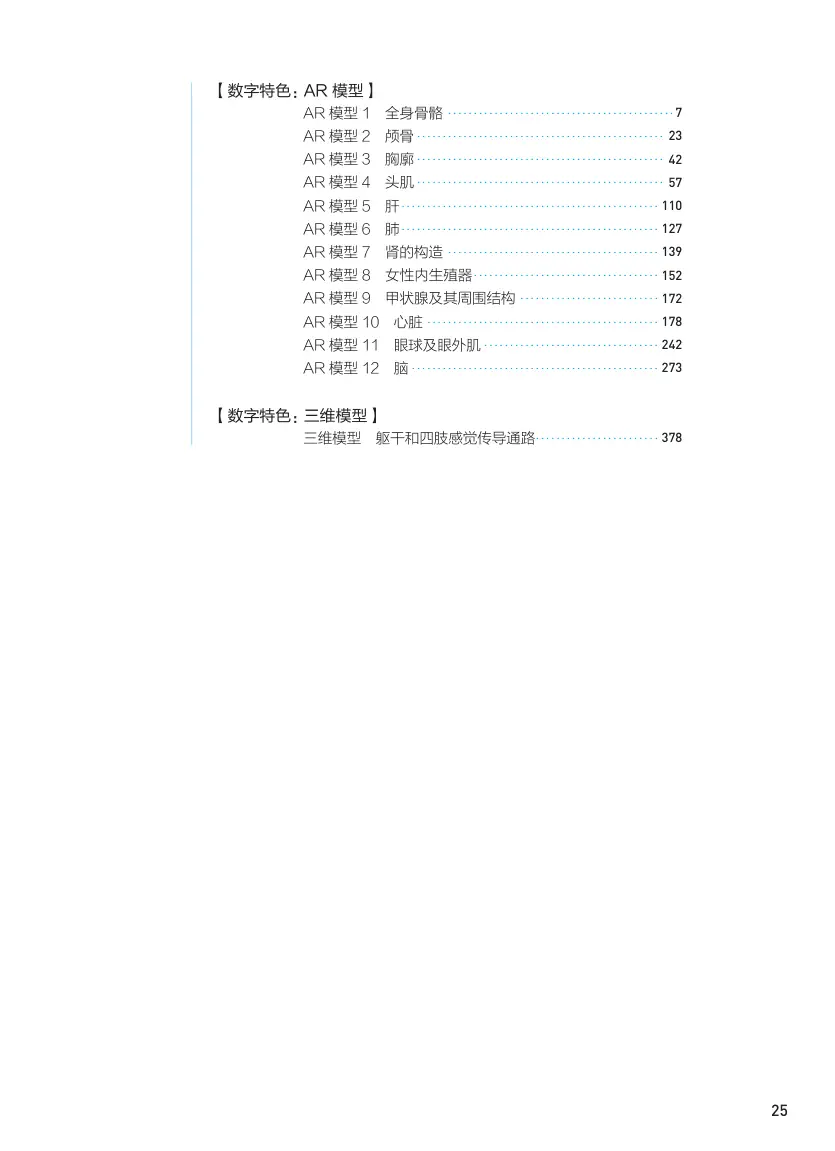 【数字特色：AR 模型】
AR 模型 1 全身骨骼 7
AR 模型 2 颅骨 23
AR 模型 3 胸廓 42
AR 模型 4 头肌 57
AR 模型 5 肝 110
AR 模型 6 肺 127
AR 模型 7 肾的构造 139
AR 模型 8 女性内生殖器 152
AR 模型 9 甲状腺及其周围结构 172
AR 模型 10 心脏 178
AR 模型 11 眼球及眼外肌 242
AR 模型 12 脑 273
【数字特色：三维模型】
三维模型 躯干和四肢感觉传导通路 378
25